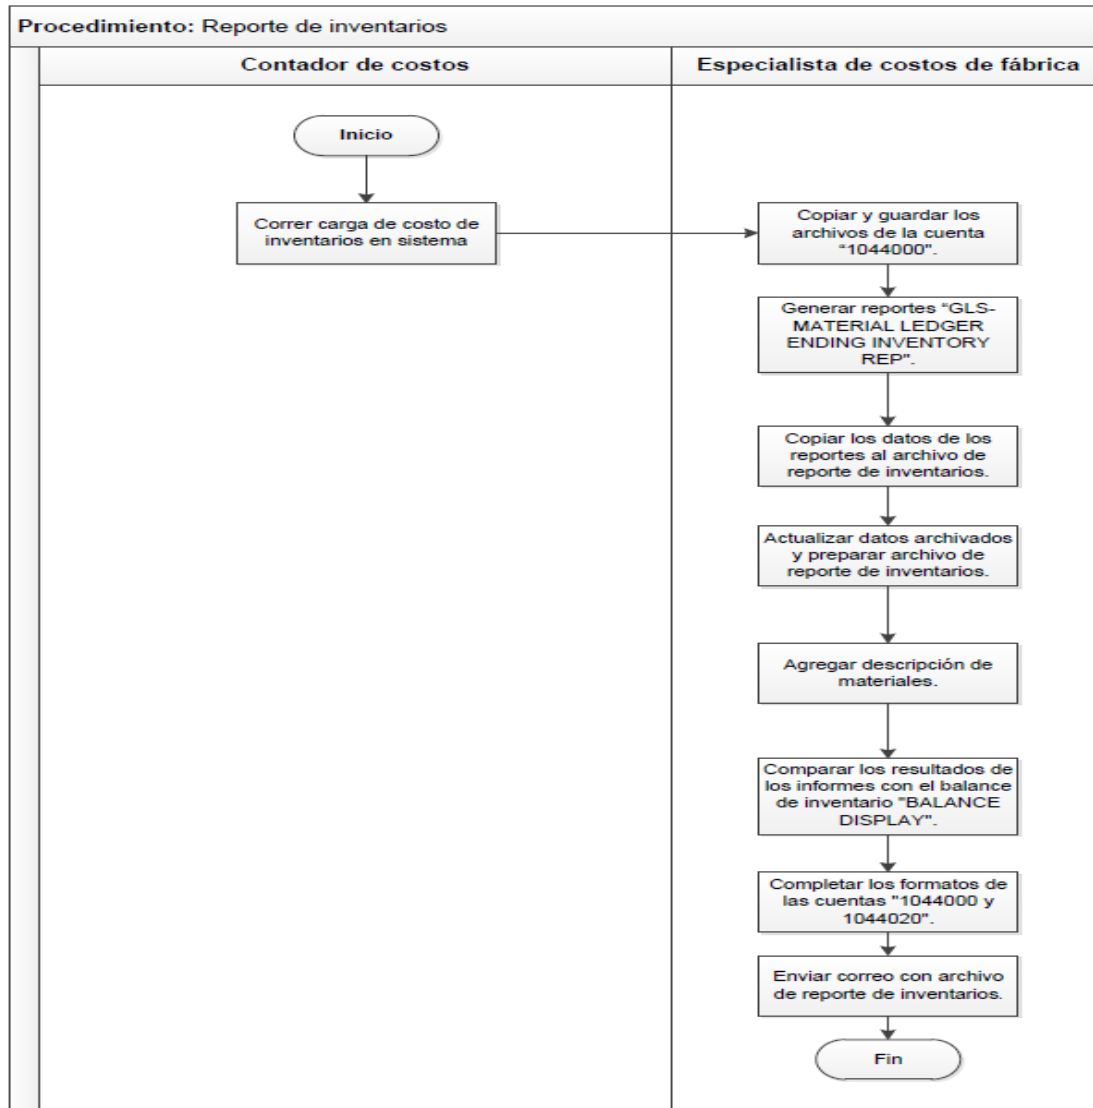 Procedimiento: Reporte de inventarios
Contador de costos
Especialista de costos de fábrica
Inicio
Correr carga de costo de
inventarios en sistema
Copiar y guardar los
archivos de la cuenta
“1044000".
Generar reportes “GLS-
MATERIAL LEDGER
ENDING INVENTORY
REP".
Copiar los datos de los
reportes al archivo de
reporte de inventarios.
Actualizar datos archivados
y preparar archivo de
reporte de inventarios.
Agregar descripción de
materiales.
Comparar los resultados de
los informes con el balance
de inventario "BALANCE
DISPLAY".
Completar los formatos de
las cuentas "1044000 y
1044020".
Enviar correo con archivo
de reporte de inventarios.
Fin